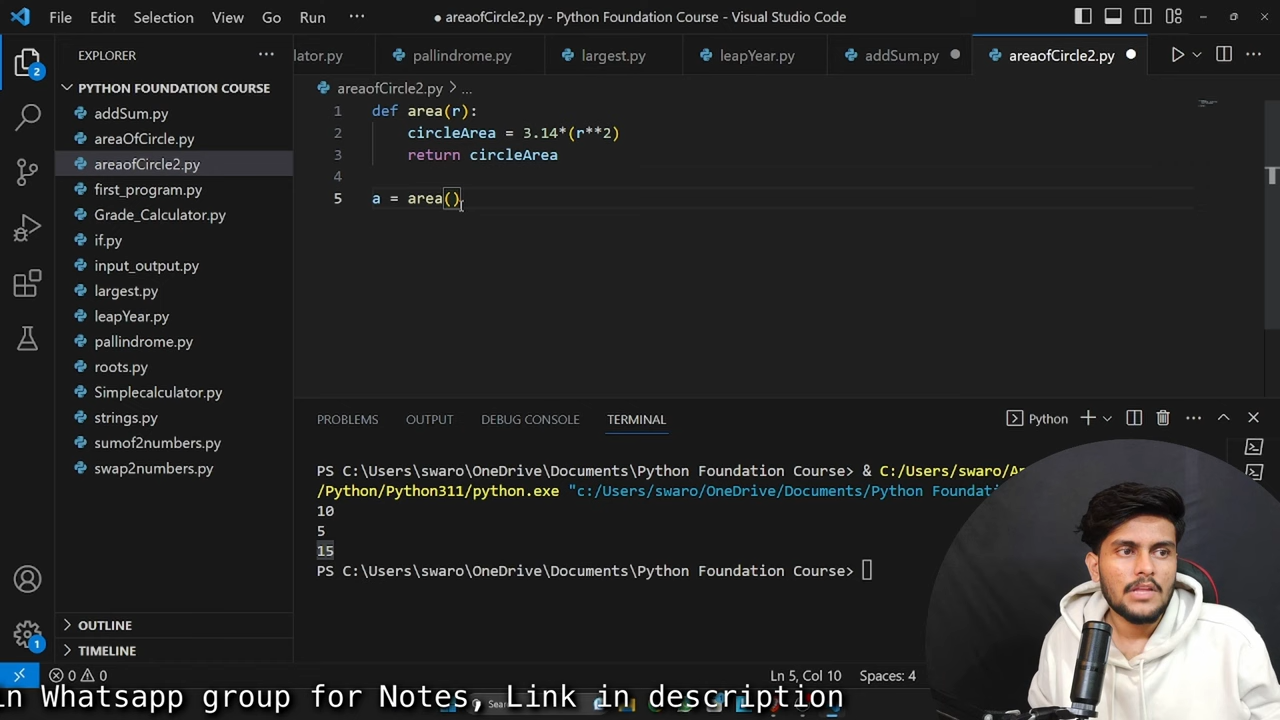 File Edit Selection View Go Run ··· ● areaofCircle2.py - Python Foundation Course - Visual Studio Code
EXPLORER ···
lator.py pallindrome.py largest.py leapYear.py addSum.py ● areaofCircle2.py ●
PYTHON FOUNDATION COURSE
addSum.py
areaOfCircle.py
areaofCircle2.py
first_program.py
Grade_Calculator.py
if.py
input_output.py
largest.py
leapYear.py
pallindrome.py
roots.py
Simplecalculator.py
strings.py
sumof2numbers.py
swap2numbers.py
OUTLINE
TIMELINE
2
1
areaofCircle2.py > ...
1 def area(r):
2 circleArea = 3.14*(r**2)
3 return circleArea
4
5 a = area()
PROBLEMS OUTPUT DEBUG CONSOLE TERMINAL Python
PS C:\Users\swaro\OneDrive\Documents\Python Foundation Course> & C:/Users/swaro/
/Python/Python311/python.exe "c:/Users/swaro/OneDrive/Documents/Python
10
5
15
PS C:\Users\swaro\OneDrive\Documents\Python Foundation Course>
0 0 Ln 5, Col 10 Spaces: 4
in Whatsapp group for Notes, Link in description